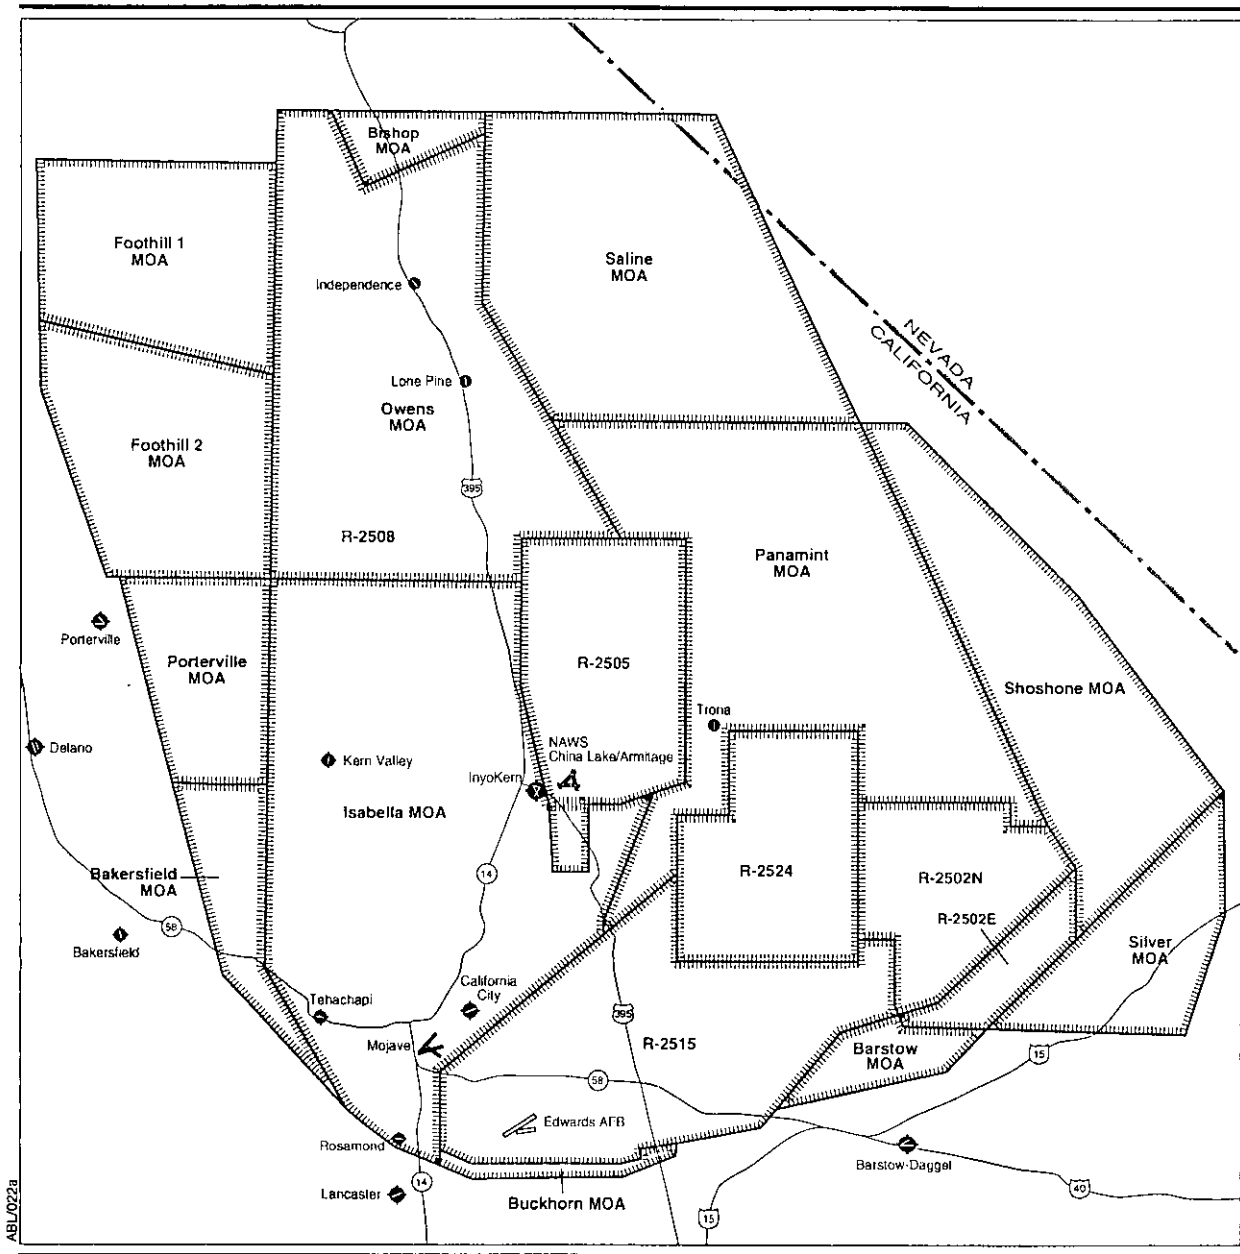 Bishop
MOA
Foothill 1
MOA
Saline
MOA
Independence
NEVADA
CALIFORNIA
Lone Pine
Owens
MOA
Foothill 2
MOA
395
R-2508
Panamint
MOA
Porterville
Porterville
MOA
R-2505
Shoshone MOA
Trona
Delano
Kern Valley
NAWS
China Lake/Armitage
InyoKern
Isabella MOA
14
R-2524
R-2502N
Bakersfield
MOA
R-2502E
58
Bakersfield
Silver
MOA
California
City
Tehachapi
395
Mojave
R-2515
Barstow
MOA
15
58
Edwards AFB
Rosamond
Barstow-Dagget
14
Lancaster
Buckhorn MOA
40
15
ABL/022a